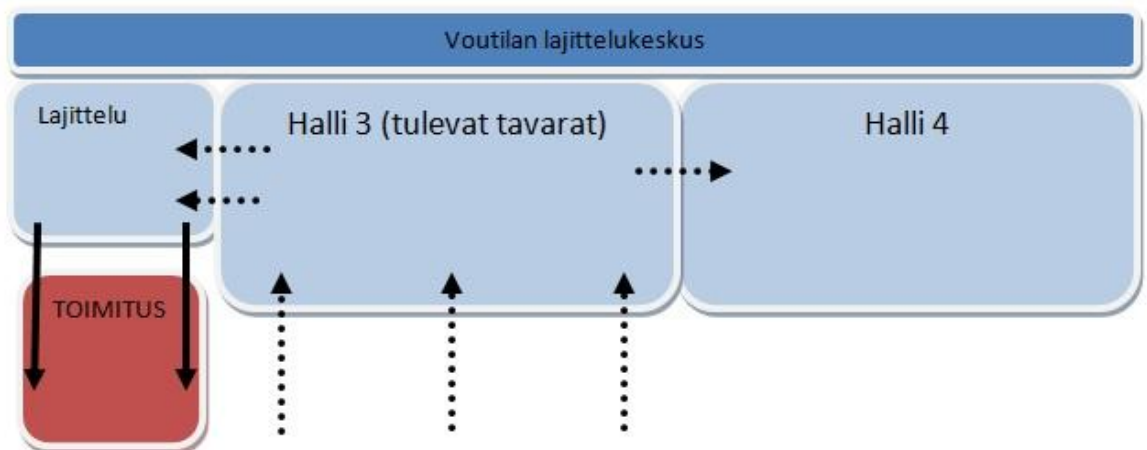 Voutilan lajittelukeskus
Lajittelu
Halli 3 (tulevat tavarat)
Halli 4
TOIMITUS